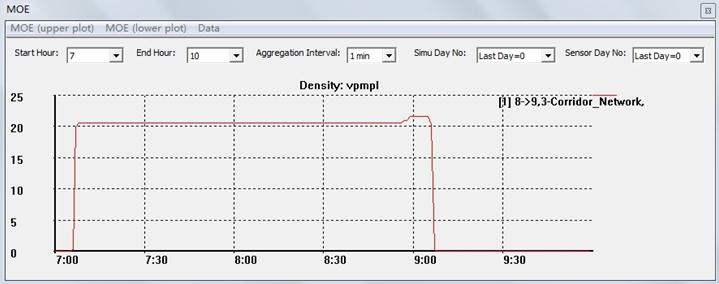 MOE
MOE (upper plot) MOE (lower plot) Data
Start Hour: 7 End Hour: 10 Aggregation Interval: 1 min Simu Day No: Last Day=0 Sensor Day No: Last Day=0
Density: vpmpl
[1] 8->9,3-Corridor_Network,
25
20
15
10
5
0
7:00 7:30 8:00 8:30 9:00 9:30